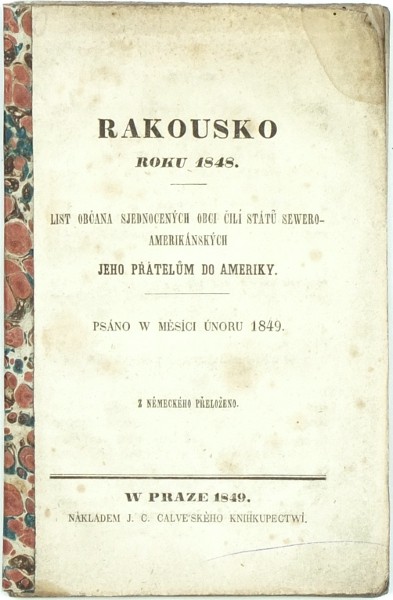 RAKOUSKO
ROKU 1848.
LIST OBČANA SJEDNOCENÝCH OBCÍ ČILÍ STÁTŮ SEWERO-
AMERIKÁNSKÝCH
JEHO PŘÁTELŮM DO AMERIKY.
PSÁNO W MĚSÍCI ÚNORU 1849.
Z NĚMECKÉHO PŘELOŽENO.
W PRAZE 1849.
NÁKLADEM J. G. CALVE'SKÉHO KNIHKUPECTWÍ.